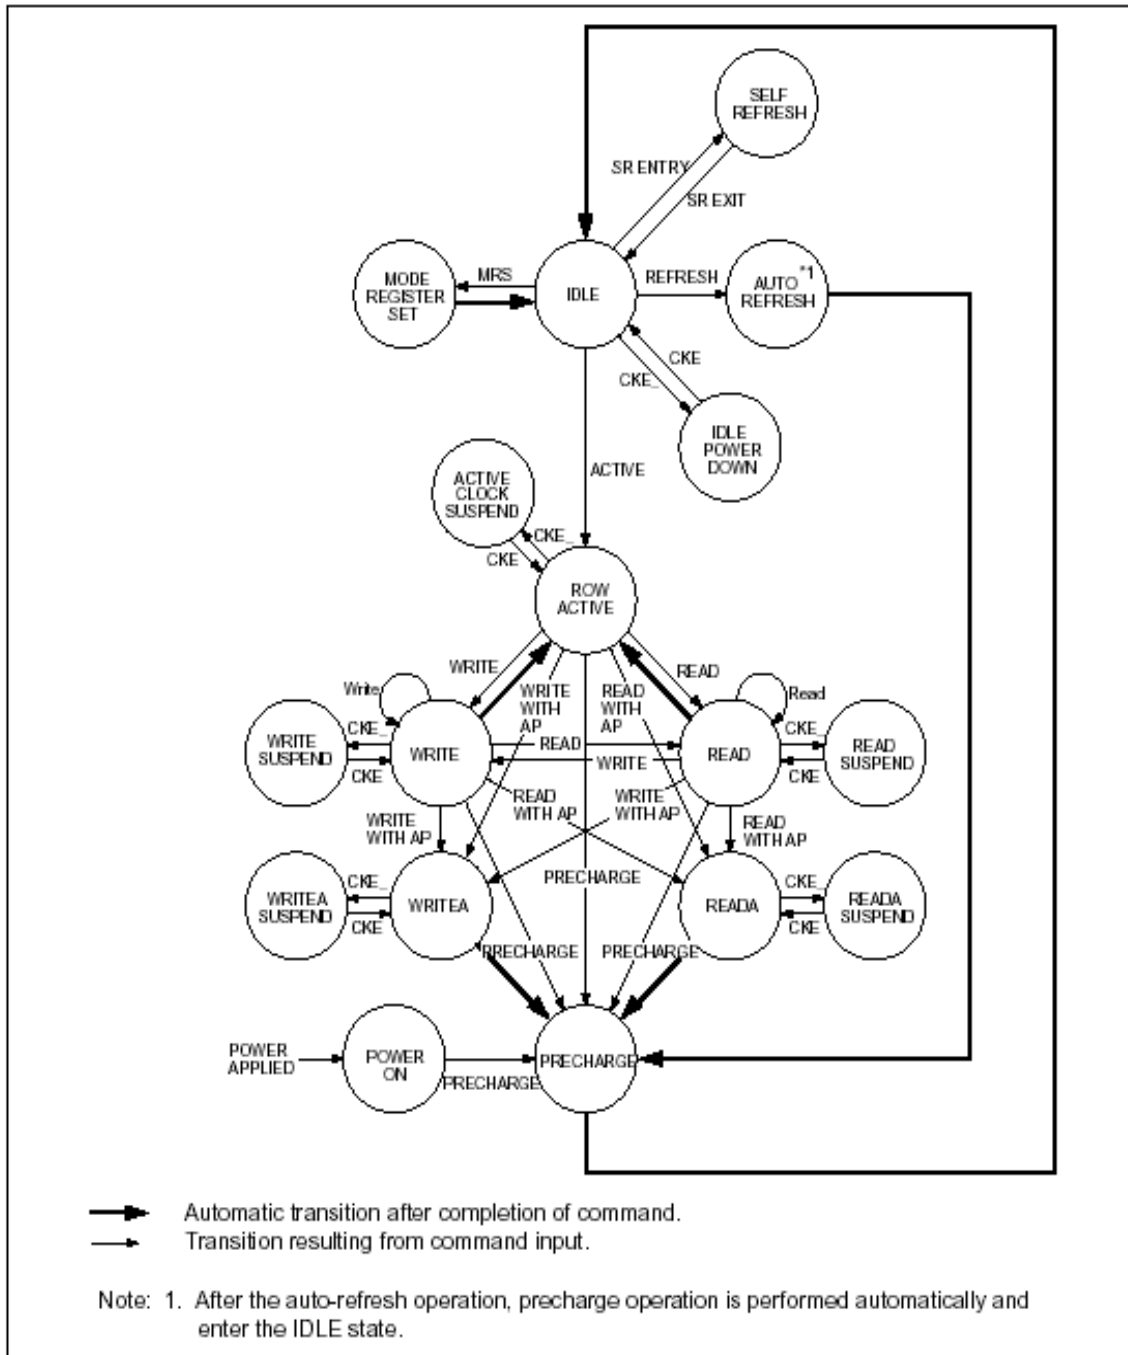 SELF
REFRESH
SR ENTRY
SR EXIT
MODE
REGISTER
SET
MRS
IDLE
REFRESH
AUTO *1
REFRESH
CKE
CKE_
IDLE
POWER
DOWN
ACTIVE
ACTIVE
CLOCK
SUSPEND
CKE_
CKE
ROW
ACTIVE
WRITE
READ
Write
WRITE
WITH
AP
READ
WITH
AP
Read
WRITE
SUSPEND
CKE_
CKE
WRITE
READ
WRITE
READ
CKE_
CKE
READ
SUSPEND
WRITE
WITH AP
READ
WITH AP
WRITE
WITH AP
READ
WITH AP
WRITEA
SUSPEND
CKE_
CKE
WRITEA
PRECHARGE
READA
CKE_
CKE
READA
SUSPEND
PRECHARGE
PRECHARGE
POWER
APPLIED
POWER
ON
PRECHARGE
PRECHARGE
Automatic transition after completion of command.
Transition resulting from command input.
Note: 1. After the auto-refresh operation, precharge operation is performed automatically and
enter the IDLE state.